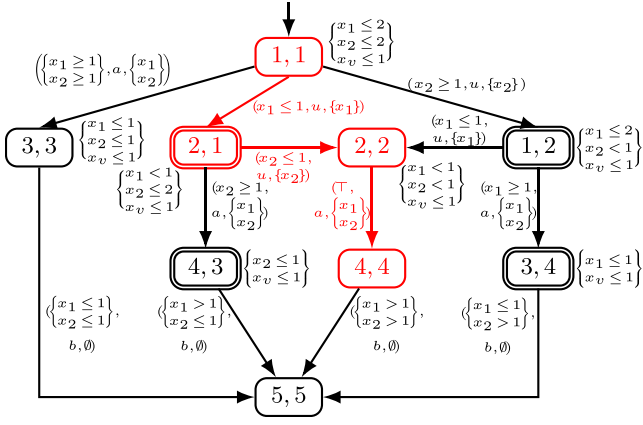 1, 1
{x1 ≤ 2
x2 ≤ 2
xv ≤ 1}
({x1 ≥ 1
x2 ≥ 1}, a, {x1
x2})
(x1 ≤ 1, u, {x1})
(x2 ≥ 1, u, {x2})
3, 3
{x1 ≤ 1
x2 ≤ 1
xv ≤ 1}
2, 1
{x1 ≤ 1
x2 ≤ 2
xv ≤ 1}
(x2 ≤ 1,
u, {x2})
2, 2
{x1 < 1
x2 < 1
xv ≤ 1}
(x1 ≤ 1,
u, {x1})
1, 2
{x1 ≤ 2
x2 < 1
xv ≤ 1}
(x2 ≥ 1,
a, {x1
x2})
(⊤,
a, {x1
x2})
(x1 ≥ 1,
a, {x1
x2})
4, 3
{x2 ≤ 1
xv ≤ 1}
4, 4
3, 4
{x1 ≤ 1
xv ≤ 1}
({x1 ≤ 1
x2 ≤ 1},
b, ∅)
({x1 > 1
x2 ≤ 1},
b, ∅)
({x1 > 1
x2 > 1},
b, ∅)
({x1 ≤ 1
x2 > 1},
b, ∅)
5, 5